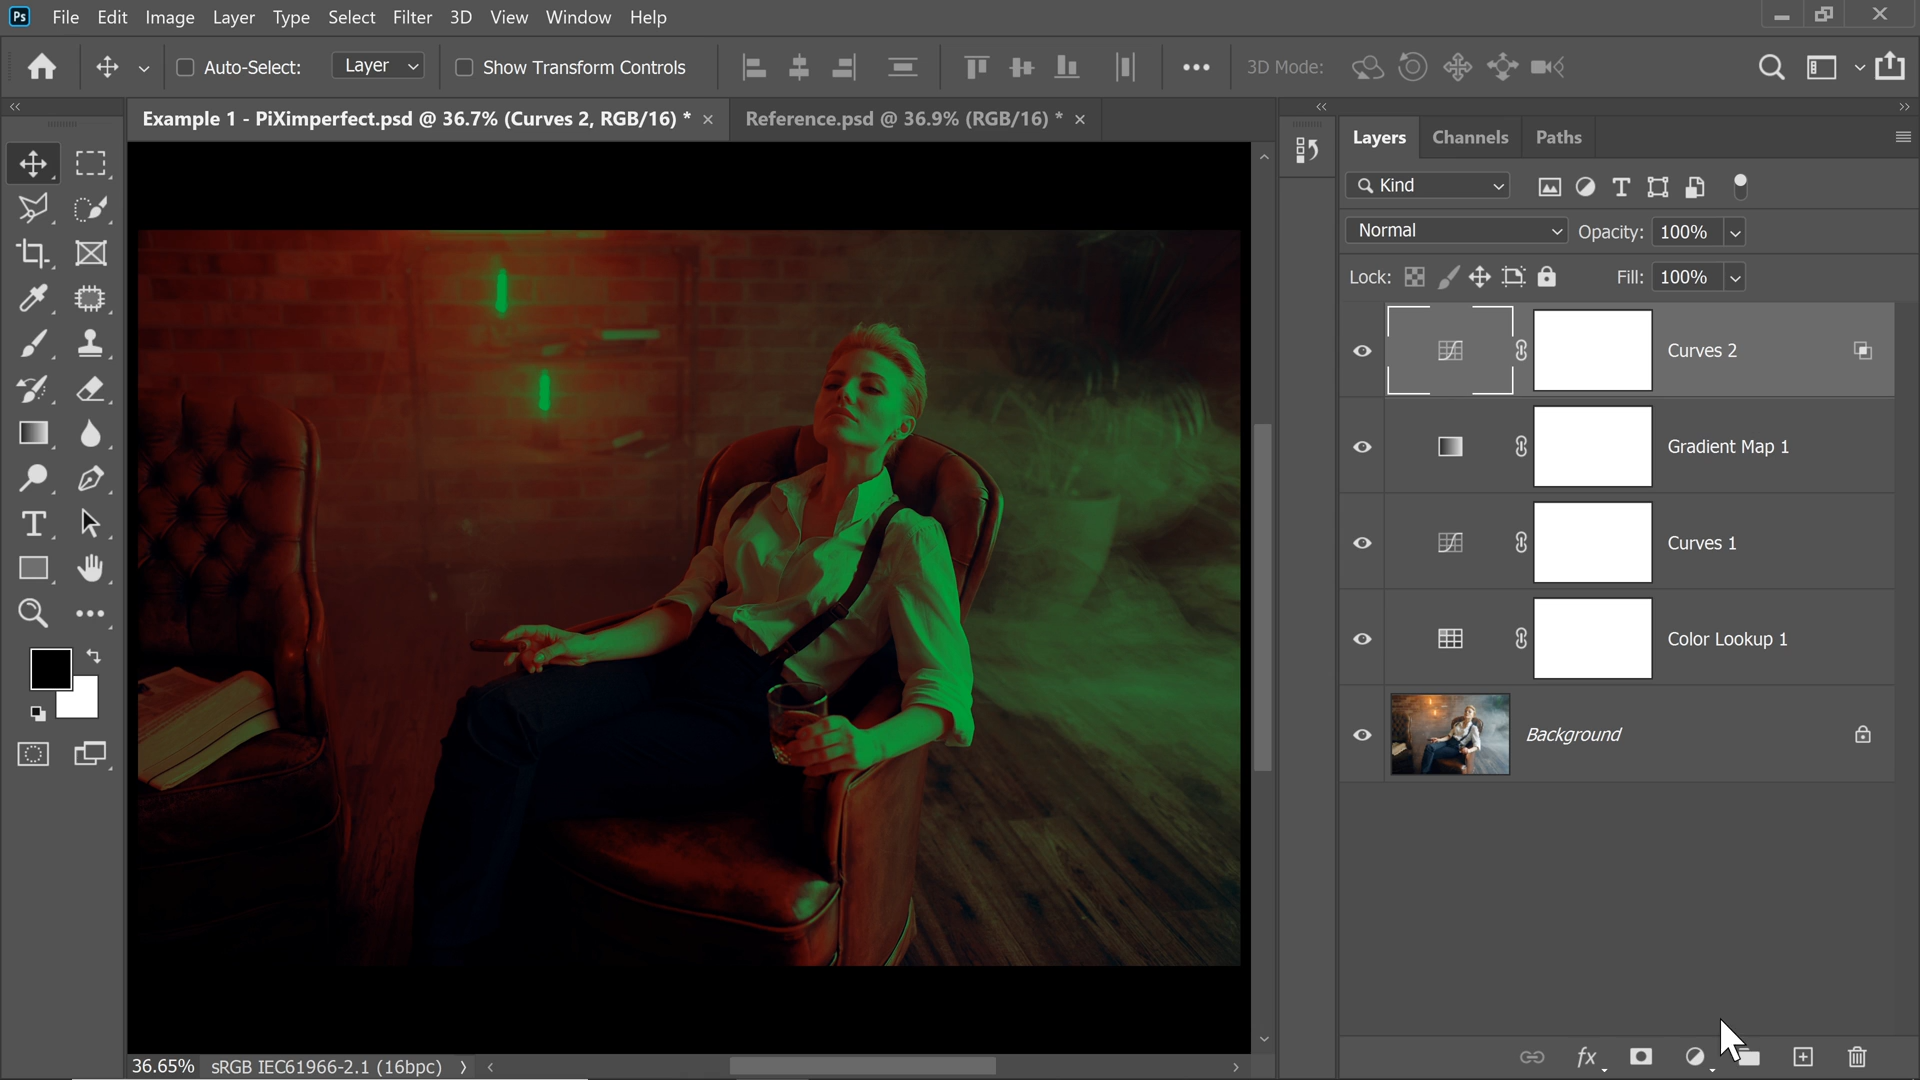 Ps File Edit Image Layer Type Select Filter 3D View Window Help
Auto-Select: Layer Show Transform Controls 3D Mode:
Example 1 - PiXimperfect.psd @ 36.7% (Curves 2, RGB/16) * × Reference.psd @ 36.9% (RGB/16) * ×
Layers Channels Paths
Kind
Normal Opacity: 100%
Lock: Fill: 100%
Curves 2
Gradient Map 1
Curves 1
Color Lookup 1
Background
36.65% sRGB IEC61966-2.1 (16bpc)
fx